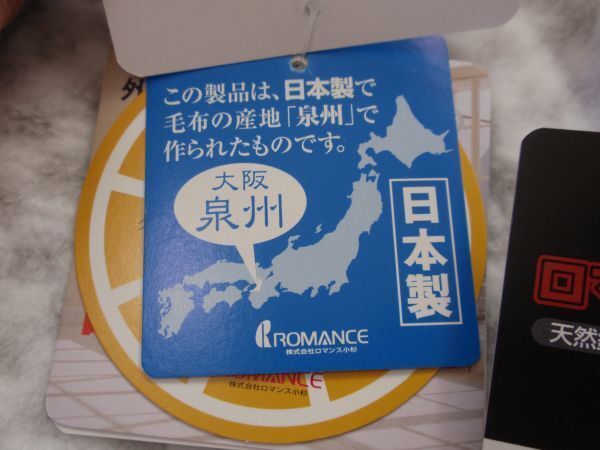 この製品は、日本製で
毛布の産地「泉州」で
作られたものです。
大阪
泉州
日本製
ROMANCE
株式会社ロマンス小杉
ROMANCE
株式会社ロマンス小杉
外
天然